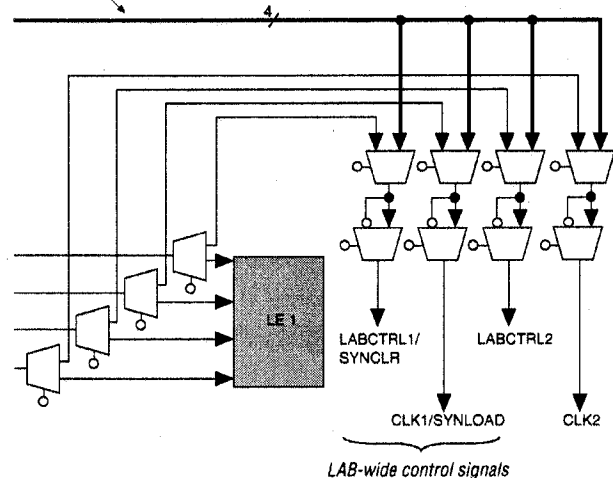 4
LE 1
LABCTRL1/
SYNCLR
LABCTRL2
CLK1/SYNLOAD
CLK2
LAB-wide control signals